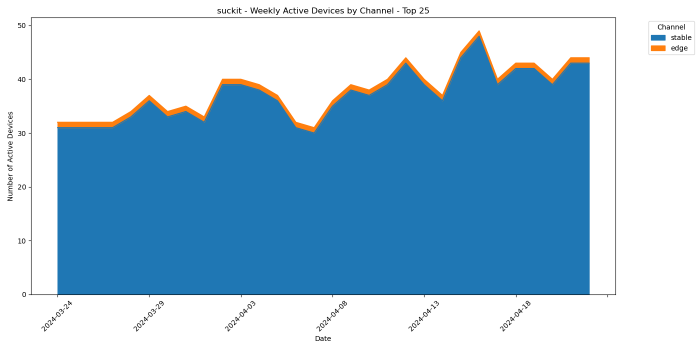 suckit - Weekly Active Devices by Channel - Top 25
Number of Active Devices
50
40
30
20
10
0
2024-03-24
2024-03-29
2024-04-03
2024-04-08
2024-04-13
2024-04-18
Date
Channel
stable
edge